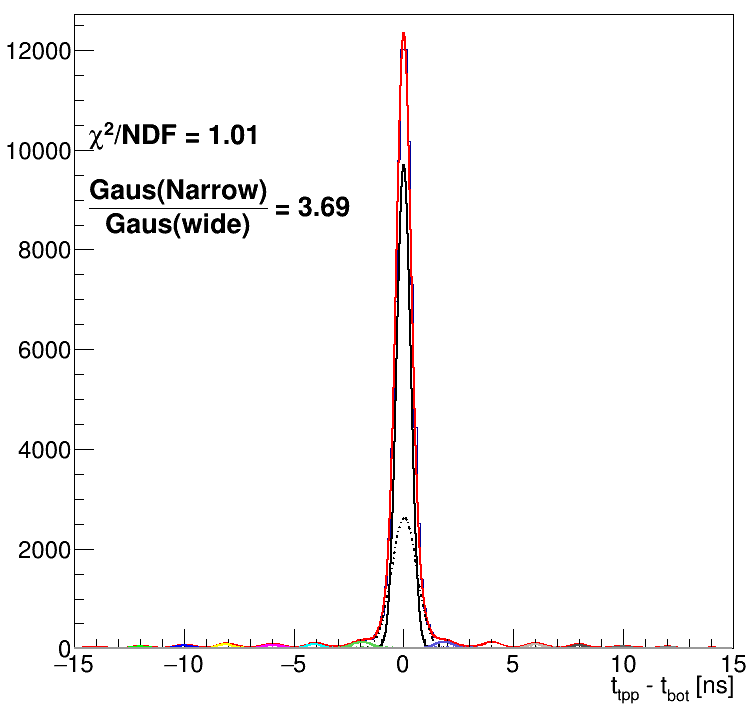 12000
χ²/NDF = 1.01
10000
Gaus(Narrow)
Gaus(wide)
= 3.69
8000
6000
4000
2000
0
−15 −10 −5 0 5 10 15
t_tpp - t_bot [ns]